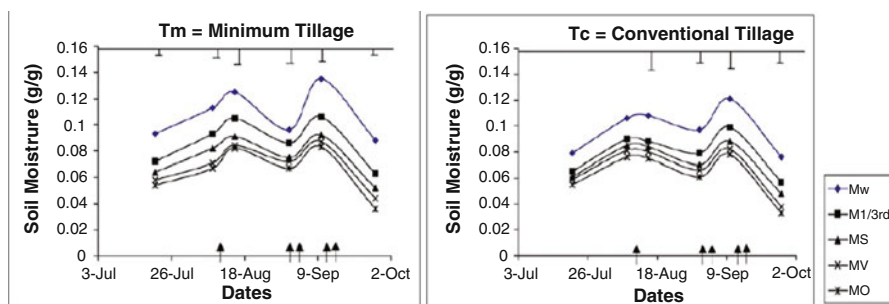 Tm = Minimum Tillage
Soil Moistrure (g/g)
0.16
0.14
0.12
0.1
0.08
0.06
0.04
0.02
0
3-Jul 26-Jul 18-Aug 9-Sep 2-Oct
Dates
Tc = Conventional Tillage
Soil Moistrure (g/g)
0.16
0.14
0.12
0.1
0.08
0.06
0.04
0.02
0
3-Jul 26-Jul 18-Aug 9-Sep 2-Oct
Dates
Mw
M1/3rd
MS
MV
MO